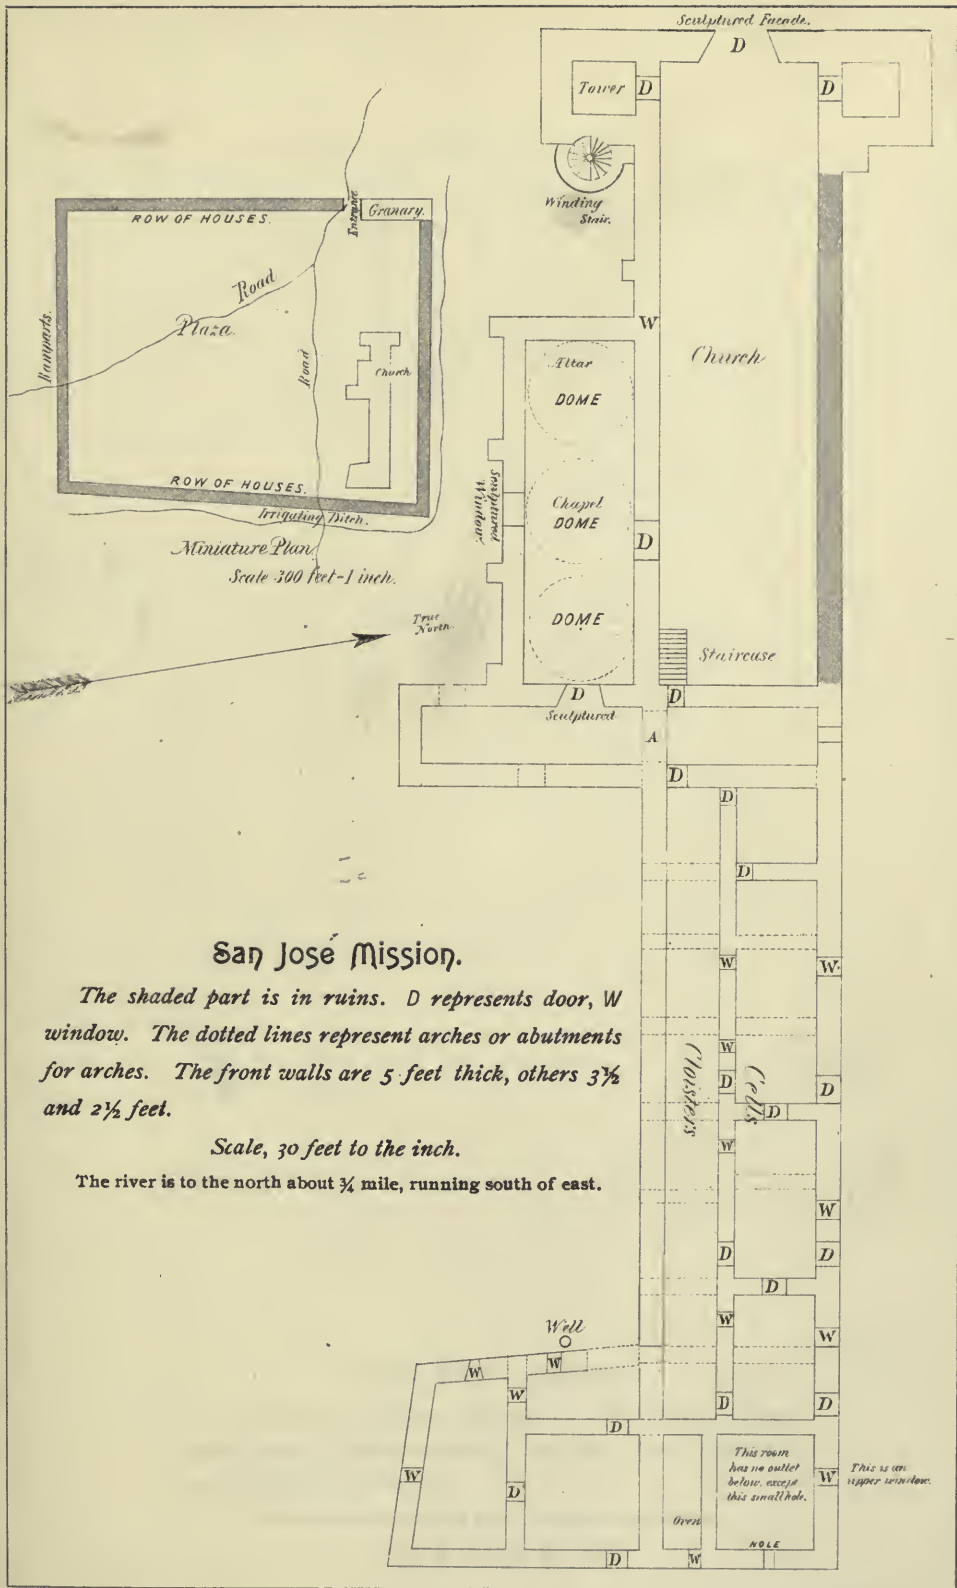 Sculptured Facade.
D
Tower D
D
Winding
Stair.
W
Church
Altar
DOME
Sculptured
Window.
Chapel
DOME
D
DOME
Staircase
D
Sculptured
D
A
D
ROW OF HOUSES.
Entrance
Granary.
Road
Plaza.
Ramparts.
Road
Church
ROW OF HOUSES.
Irrigating Ditch.
Miniature Plan.
Scale 300 feet-1 inch.
True
North.
D
D
W
W
W
D
Cloisters
Cells
D
D
W
W
D
D
D
W
W
D
D
San José Mission.
The shaded part is in ruins. D represents door, W
window. The dotted lines represent arches or abutments
for arches. The front walls are 5 feet thick, others 3½
and 2½ feet.
Scale, 30 feet to the inch.
The river is to the north about ¾ mile, running south of east.
Well
W
W
W
D
W
D
This room
has no outlet
below, except
this small hole.
W
This is an
upper window.
Oven
HOLE
D
W